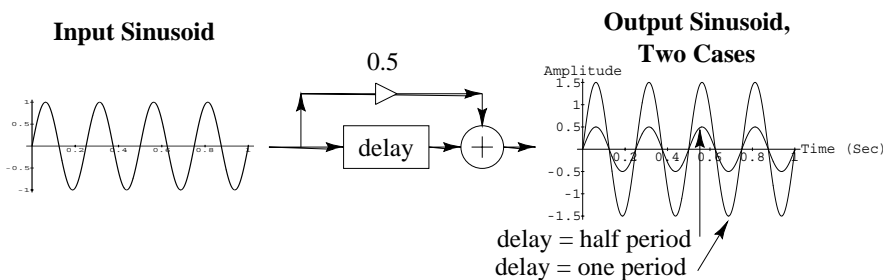 Input Sinusoid
1
0.5
-0.5
-1
0.2
0.4
0.6
0.8
1
0.5
delay
+
Output Sinusoid,
Two Cases
Amplitude
1.5
1
0.5
-0.5
-1
-1.5
0.2
0.4
0.6
0.8
1
Time (Sec)
delay = half period
delay = one period